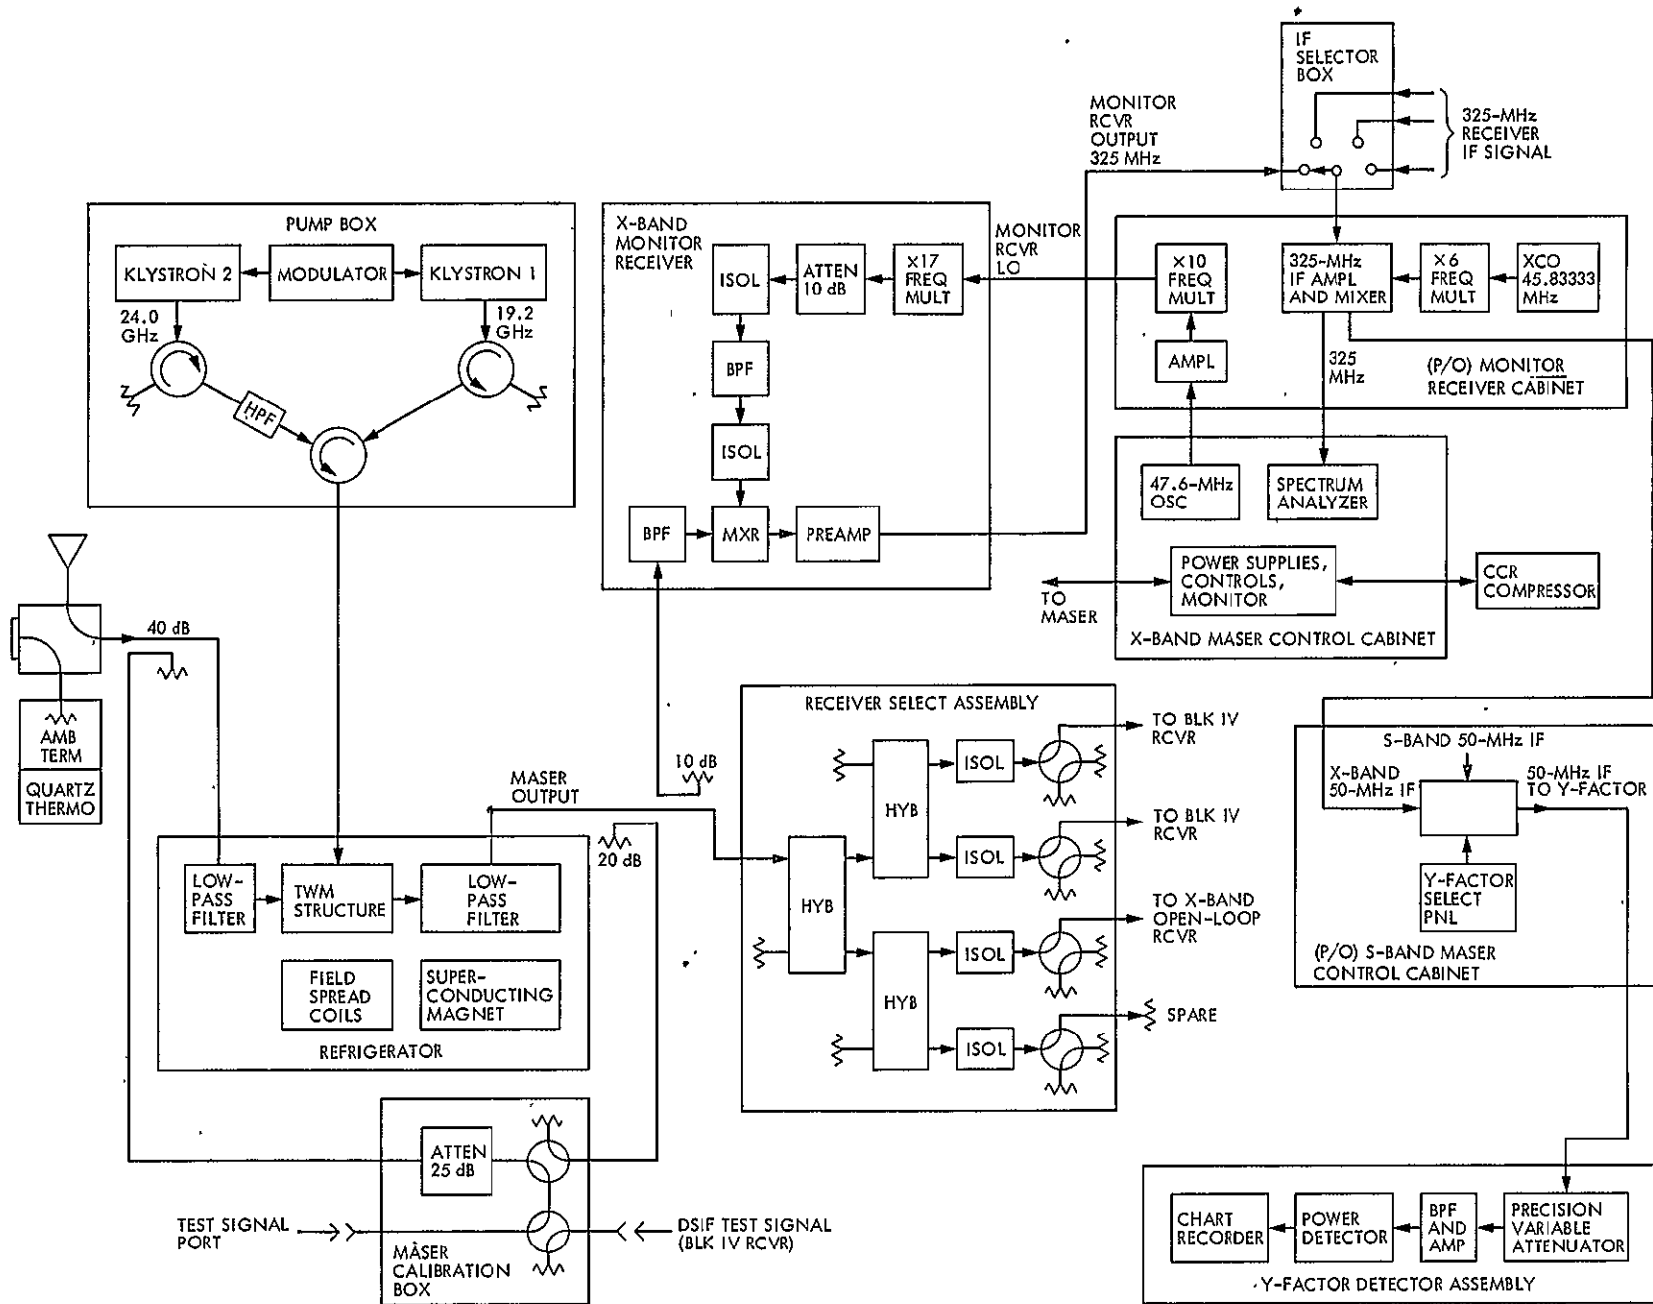 IF
SELECTOR
BOX
325-MHz
RECEIVER
IF SIGNAL
MONITOR
RCVR
OUTPUT
325 MHz
PUMP BOX
KLYSTRON 2
MODULATOR
KLYSTRON 1
24.0
GHz
19.2
GHz
HPF
X-BAND
MONITOR
RECEIVER
ISOL
ATTEN
10 dB
X17
FREQ
MULT
BPF
ISOL
BPF
MXR
PREAMP
MONITOR
RCVR
LO
X10
FREQ
MULT
325-MHz
IF AMPL
AND MIXER
X6
FREQ
MULT
XCO
45.83333
MHz
AMPL
325
MHz
(P/O) MONITOR
RECEIVER CABINET
47.6-MHz
OSC
SPECTRUM
ANALYZER
POWER SUPPLIES,
CONTROLS,
MONITOR
TO
MASER
CCR
COMPRESSOR
X-BAND MASER CONTROL CABINET
40 dB
AMB
TERM
QUARTZ
THERMO
MASER
OUTPUT
10 dB
20 dB
LOW-
PASS
FILTER
TWM
STRUCTURE
LOW-
PASS
FILTER
FIELD
SPREAD
COILS
SUPER-
CONDUCTING
MAGNET
REFRIGERATOR
RECEIVER SELECT ASSEMBLY
HYB
HYB
HYB
ISOL
ISOL
ISOL
ISOL
TO BLK IV
RCVR
TO BLK IV
RCVR
TO X-BAND
OPEN-LOOP
RCVR
SPARE
S-BAND 50-MHz IF
X-BAND
50-MHz IF
50-MHz IF
TO Y-FACTOR
Y-FACTOR
SELECT
PNL
(P/O) S-BAND MASER
CONTROL CABINET
ATTEN
25 dB
TEST SIGNAL
PORT
DSIF TEST SIGNAL
(BLK IV RCVR)
MASER
CALIBRATION
BOX
CHART
RECORDER
POWER
DETECTOR
BPF
AND
AMP
PRECISION
VARIABLE
ATTENUATOR
Y-FACTOR DETECTOR ASSEMBLY